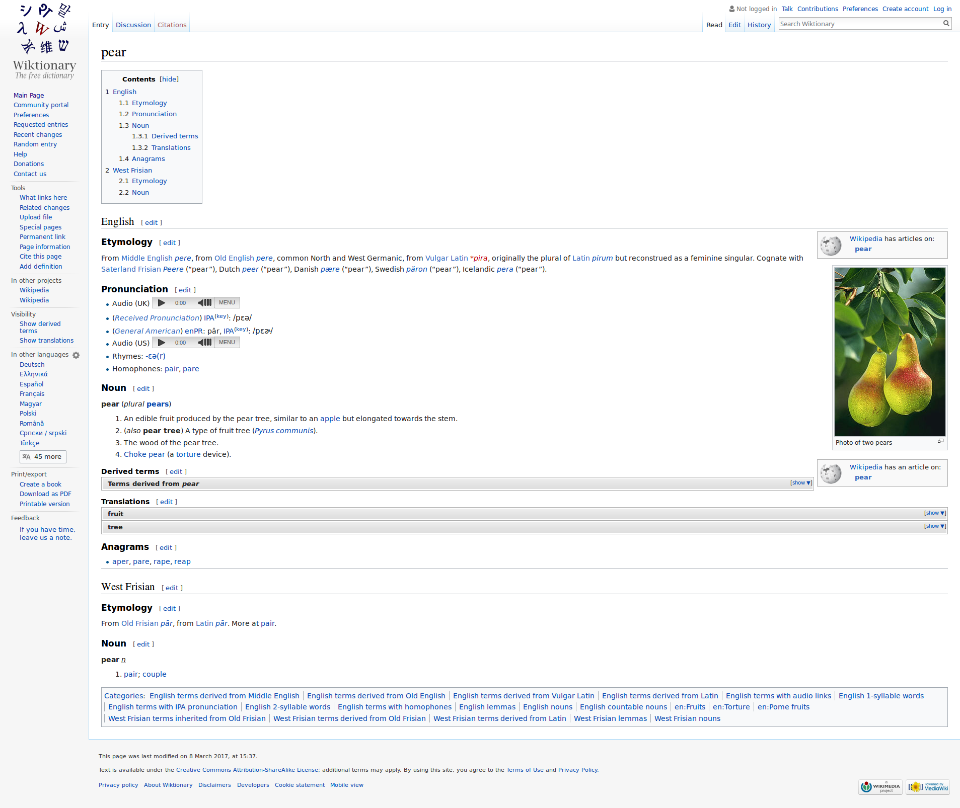 Not logged in Talk Contributions Preferences Create account Log in
Entry Discussion Citations
Read Edit View history Search Wiktionary
Wiktionary
The free dictionary
Main Page
Community portal
Preferences
Requested entries
Recent changes
Random entry
Help
Donations
Contact us
Tools
What links here
Related changes
Upload file
Special pages
Permanent link
Page information
Cite this page
Add definition
In other projects
Wikipedia
Wikipedia
Visibility
Show derived
terms
Show translations
In other languages
Deutsch
Ελληνικά
Español
Français
Magyar
Polski
Română
Српски / srpski
Türkçe
45 more
Print/export
Create a book
Download as PDF
Printable version
Feedback
If you have time,
leave us a note.
pear
Contents [hide]
1 English
1.1 Etymology
1.2 Pronunciation
1.3 Noun
1.3.1 Derived terms
1.3.2 Translations
1.4 Anagrams
2 West Frisian
2.1 Etymology
2.2 Noun
English [ edit ]
Etymology [ edit ]
From Middle English pere, from Old English pere, common North and West Germanic, from Vulgar Latin *pira, originally the plural of Latin pirum but reconstrued as a feminine singular. Cognate with
Saterland Frisian Peere ("pear"), Dutch peer ("pear"), Danish pære ("pear"), Swedish päron ("pear"), Icelandic pera ("pear").
Wikipedia has articles on:
pear
Pronunciation [ edit ]
Audio (UK) 0:00 MENU
(Received Pronunciation) IPA(key): /pɛə/
(General American) enPR: pâr, IPA(key): /pɛɚ/
Audio (US) 0:00 MENU
Rhymes: -ɛə(r)
Homophones: pair, pare
Noun [ edit ]
pear (plural pears)
1. An edible fruit produced by the pear tree, similar to an apple but elongated towards the stem.
2. (also pear tree) A type of fruit tree (Pyrus communis).
3. The wood of the pear tree.
4. Choke pear (a torture device).
Photo of two pears
Wikipedia has an article on:
pear
Derived terms [ edit ]
Terms derived from pear [show ▼]
Translations [ edit ]
fruit [show ▼]
tree [show ▼]
Anagrams [ edit ]
aper, pare, rape, reap
West Frisian [ edit ]
Etymology [ edit ]
From Old Frisian pār, from Latin pār. More at pair.
Noun [ edit ]
pear n
1. pair; couple
Categories: English terms derived from Middle English | English terms derived from Old English | English terms derived from Vulgar Latin | English terms derived from Latin | English terms with audio links | English 1-syllable words
| English terms with IPA pronunciation | English 2-syllable words | English terms with homophones | English lemmas | English nouns | English countable nouns | en:Fruits | en:Torture | en:Pome fruits
| West Frisian terms inherited from Old Frisian | West Frisian terms derived from Old Frisian | West Frisian terms derived from Latin | West Frisian lemmas | West Frisian nouns
This page was last modified on 8 March 2017, at 15:37.
Text is available under the Creative Commons Attribution-ShareAlike License; additional terms may apply. By using this site, you agree to the Terms of Use and Privacy Policy.
Privacy policy About Wiktionary Disclaimers Developers Cookie statement Mobile view
WIKIMEDIA project
MediaWiki